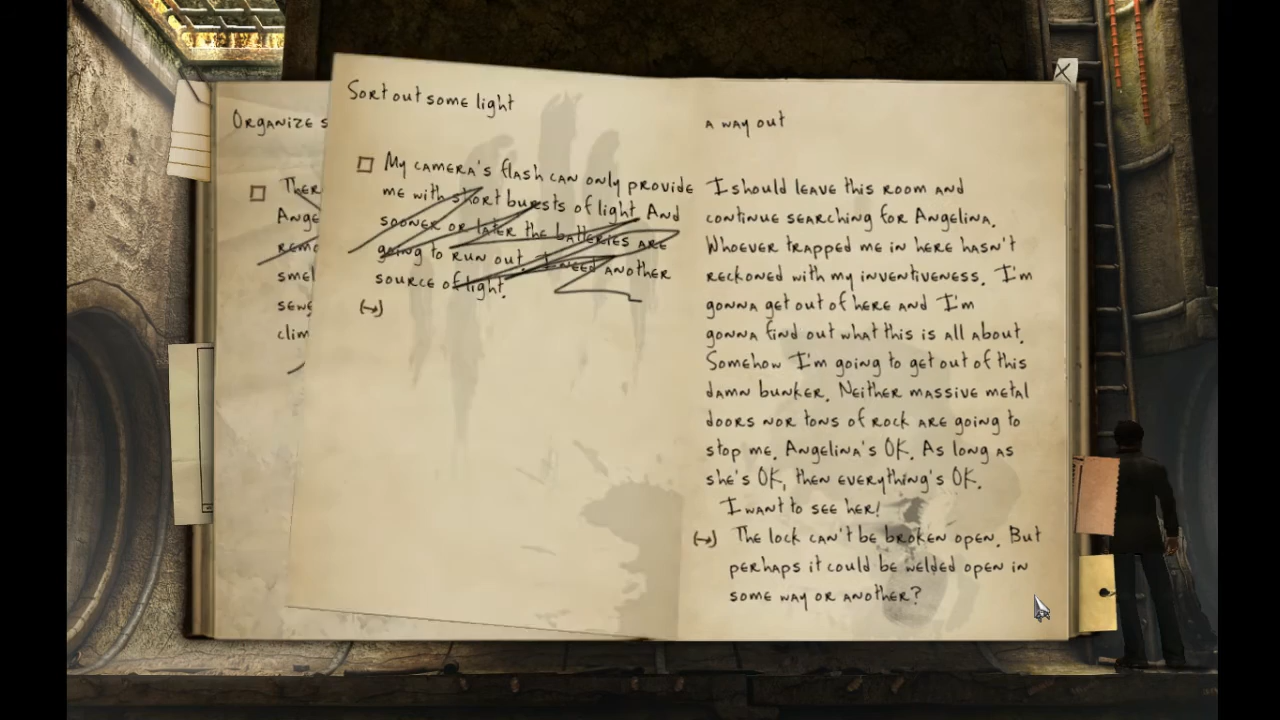 Organize s
Ther
Ange
remo
smel
sewe
clim
Sort out some light
My camera's flash can only provide
me with short bursts of light And
sooner or later the batteries are
going to run out. I need another
source of light.
(→)
A way out
I should leave this room and
continue searching for Angelina.
Whoever trapped me in here hasn't
reckoned with my inventiveness. I'm
gonna get out of here and I'm
gonna find out what this is all about.
Somehow I'm going to get out of this
damn bunker. Neither massive metal
doors nor tons of rock are going to
stop me. Angelina's OK. As long as
she's OK, then everything's OK.
I want to see her!
(→) The lock can't be broken open. But
perhaps it could be welded open in
some way or another?